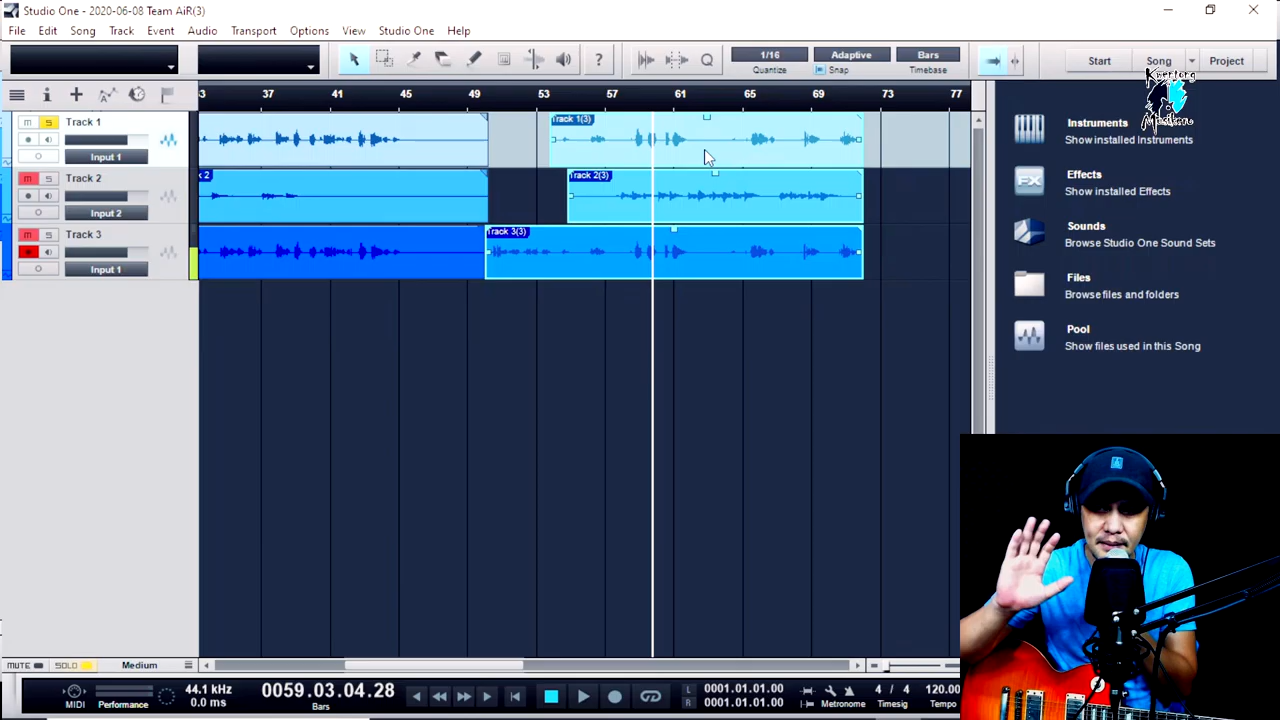 Studio One - 2020-06-08 Team AiR(3)
File Edit Song Track Event Audio Transport Options View Studio One Help
1/16 Adaptive Bars
Quantize Snap Timebase
Start Song Project
Kwentong
Musikero
37 41 45 49 53 57 61 65 69 73 77
M S Track 1
Input 1
Track 1(3)
M S Track 2
Input 2
Track 2(3)
M S Track 3
Input 1
Track 3(3)
Instruments
Show installed Instruments
FX
Effects
Show installed Effects
Sounds
Browse Studio One Sound Sets
Files
Browse files and folders
Pool
Show files used in this Song
MUTE SOLO Medium
MIDI Performance
44.1 kHz
0.0 ms
0059.03.04.28
Bars
L 0001.01.01.00
R 0001.01.01.00
Metronome
4 / 4
Timesig
120.00
Tempo